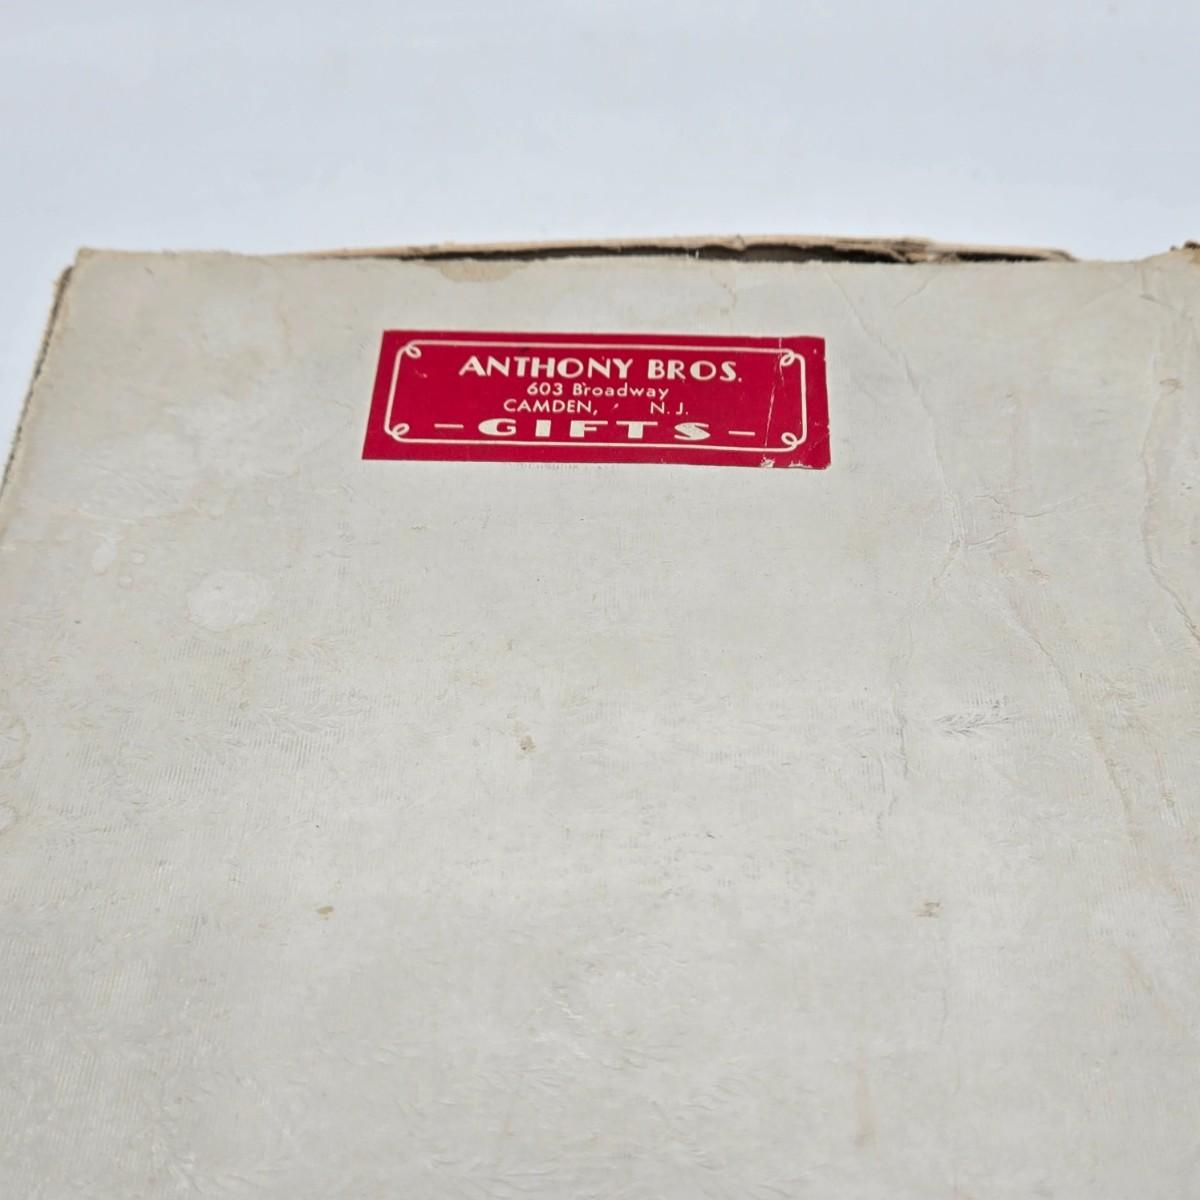 ANTHONY BROS.
603 Broadway
CAMDEN, N. J.
- GIFTS -